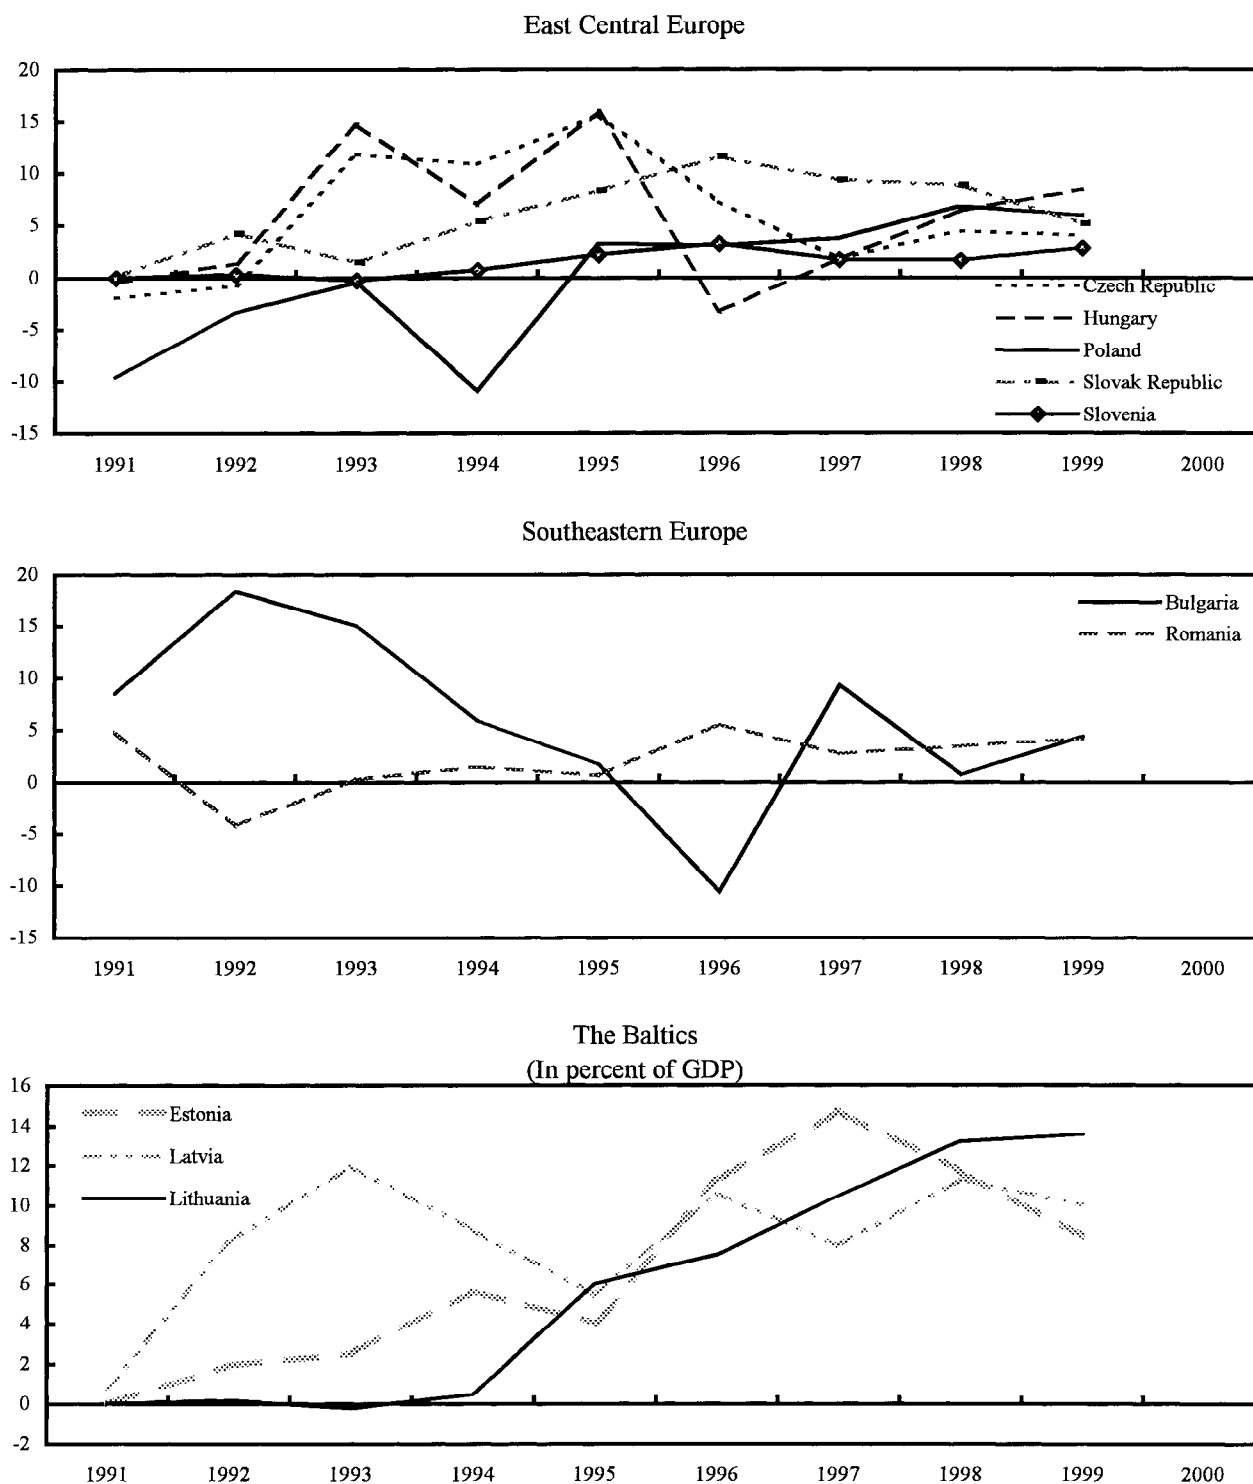 East Central Europe
20
15
10
5
0
-5
-10
-15
Czech Republic
Hungary
Poland
Slovak Republic
Slovenia
1991 1992 1993 1994 1995 1996 1997 1998 1999 2000
Southeastern Europe
20
15
10
5
0
-5
-10
-15
Bulgaria
Romania
1991 1992 1993 1994 1995 1996 1997 1998 1999 2000
The Baltics
(In percent of GDP)
16
14
12
10
8
6
4
2
0
-2
Estonia
Latvia
Lithuania
1991 1992 1993 1994 1995 1996 1997 1998 1999 2000